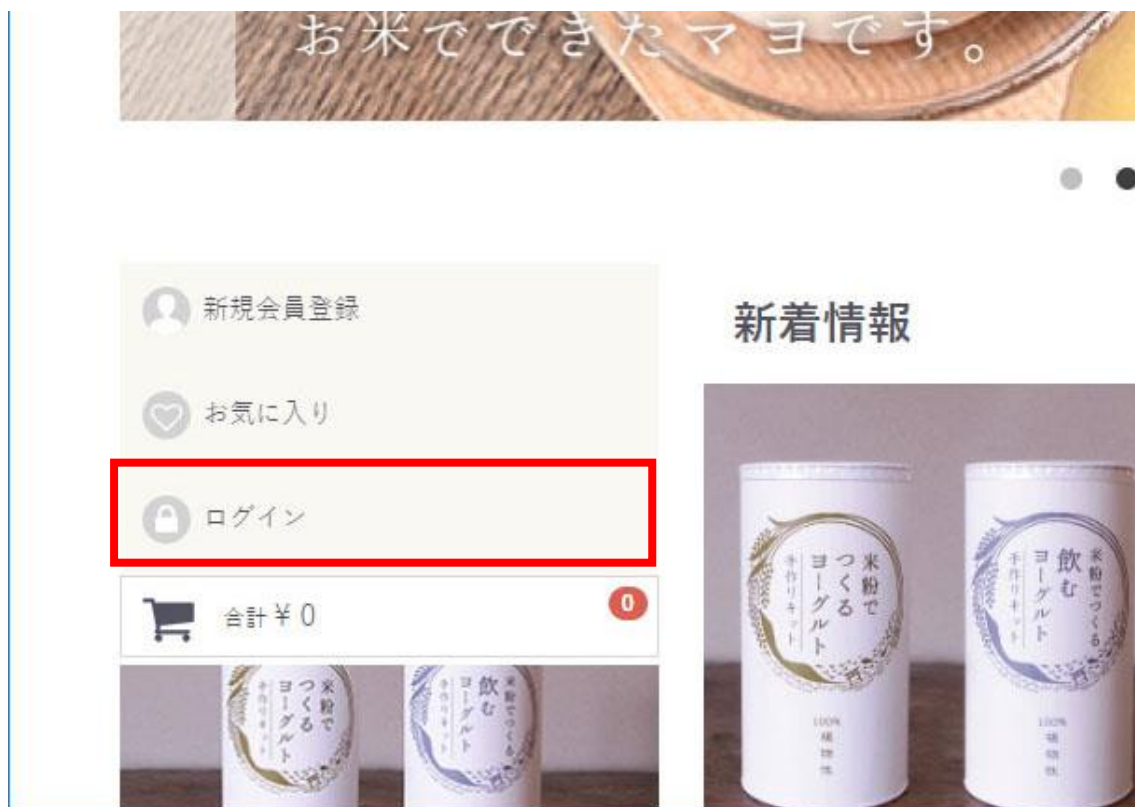 お米でできたマヨです。
新規会員登録
お気に入り
ログイン
合計 ¥ 0
0
新着情報
米粉で
つくる
ヨーグルト
手作りキット
100%
植物性
米粉でつくる
飲む
ヨーグルト
手作りキット
100%
植物性
米粉で
つくる
ヨーグルト
手作りキット
米粉でつくる
飲む
ヨーグルト
手作りキット